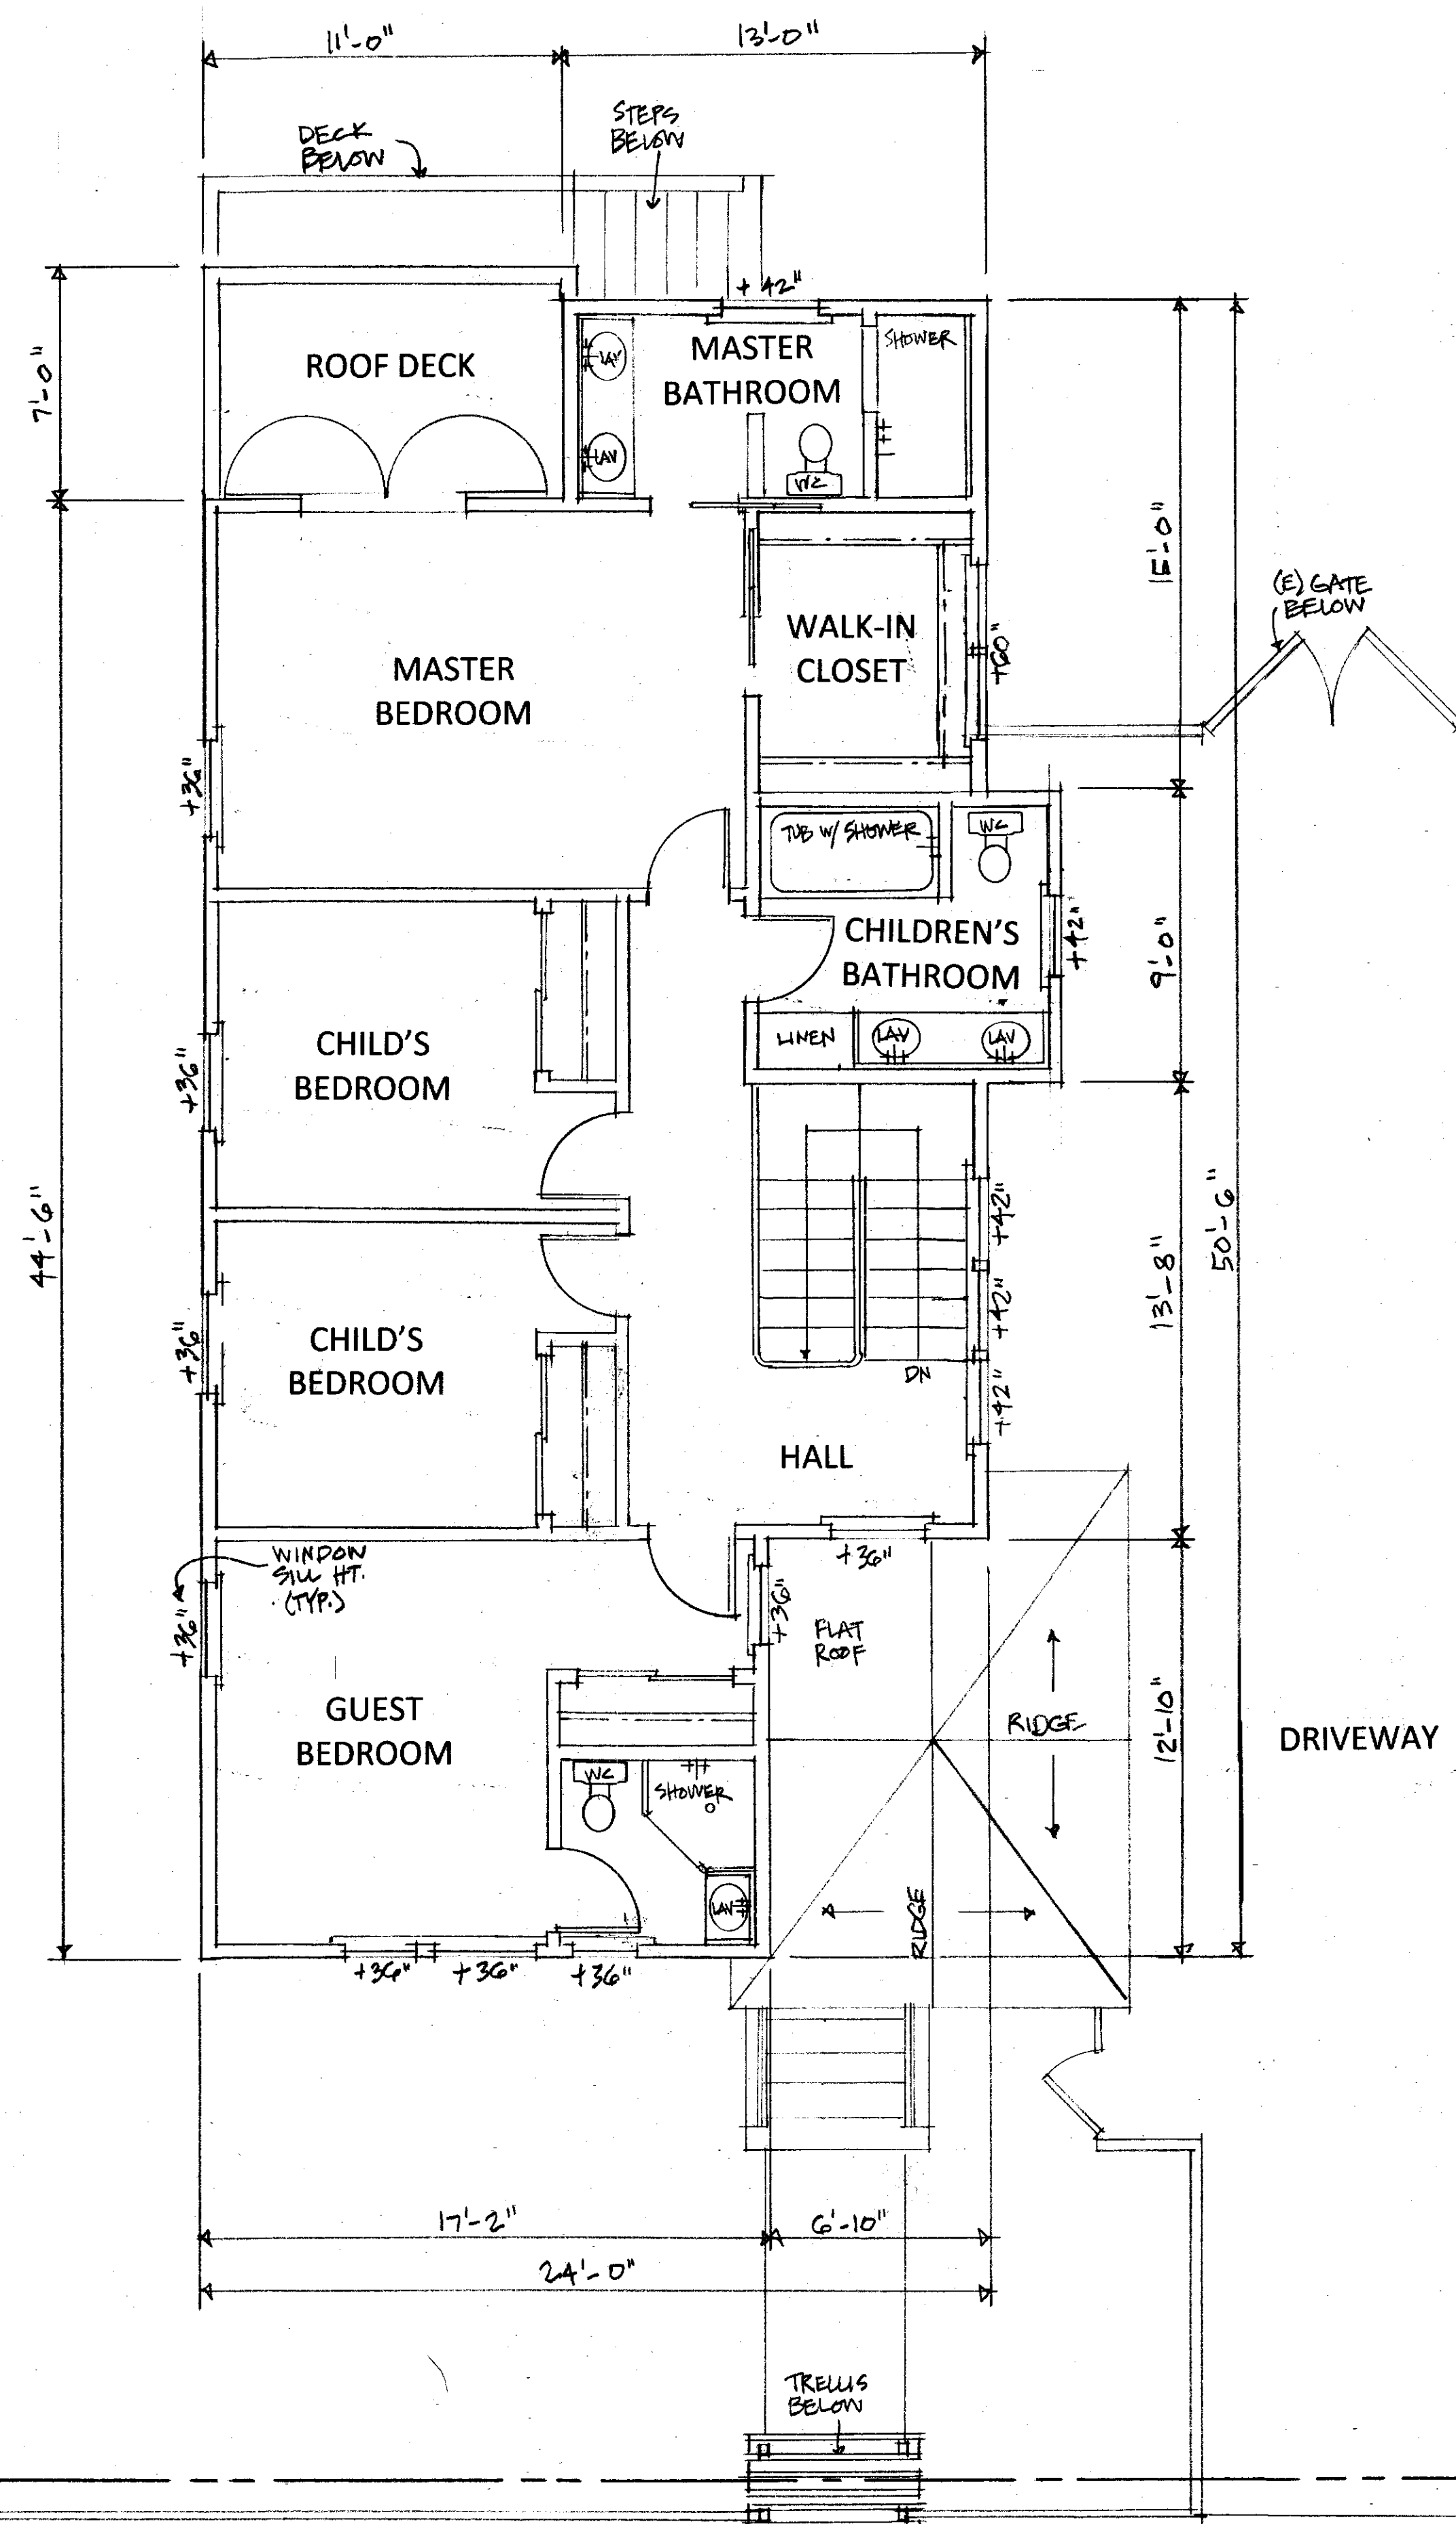 11'-0"
13'-0"
DECK
BELOW
STEPS
BELOW
+42"
7'-0"
ROOF DECK
LAV
LAV
MASTER
BATHROOM
SHOWER
WC
15'-0"
(E) GATE
BELOW
MASTER
BEDROOM
WALK-IN
CLOSET
+60"
+36"
TUB W/ SHOWER
WC
CHILDREN'S
BATHROOM
+42"
9'-0"
LINEN
LAV
LAV
CHILD'S
BEDROOM
+36"
44'-6"
50'-6"
13'-8"
+42"
+42"
+42"
DN
CHILD'S
BEDROOM
+36"
HALL
+36"
WINDOW
SILL HT.
(TYP.)
+36"
+36"
FLAT
ROOF
GUEST
BEDROOM
RIDGE
12'-10"
DRIVEWAY
WC
SHOWER
LAV
RIDGE
+36"
+36"
+36"
17'-2"
6'-10"
24'-0"
TRELLIS
BELOW